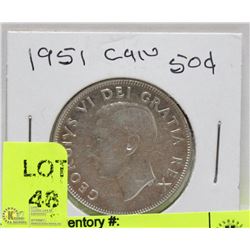 1951 CAN 50¢
GEORGIVS VI DEI GRATIA REX
LOT
48
entory #: